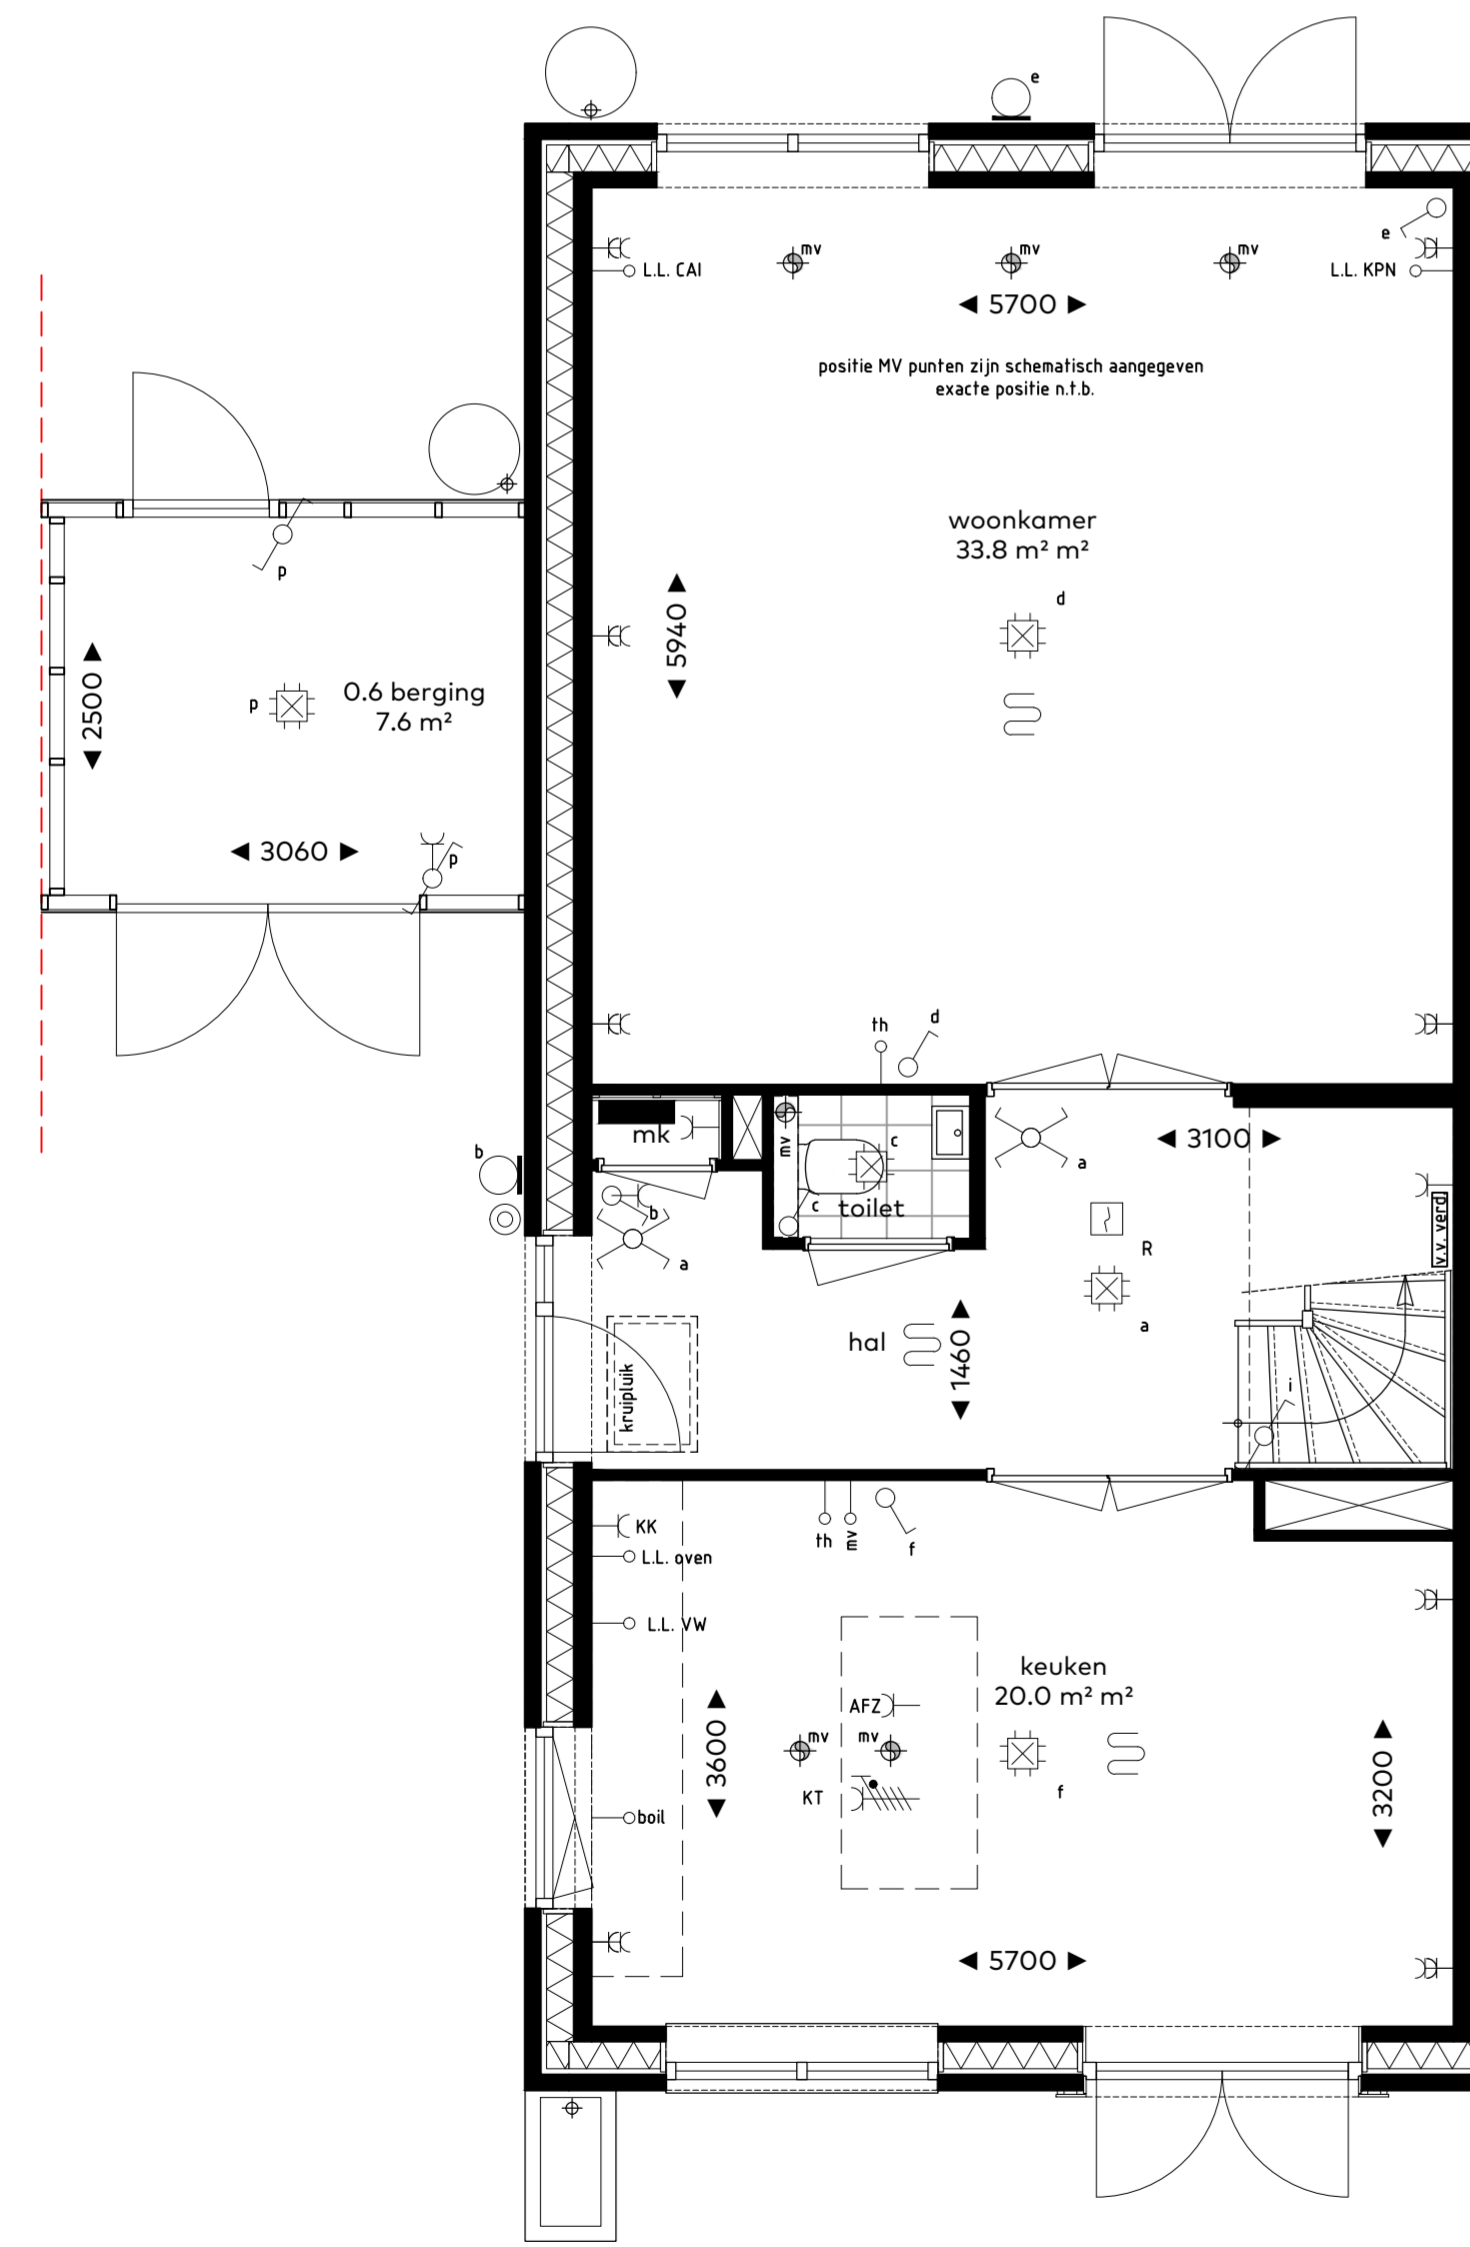 e
e
mv
mv
mv
L.L. CAI
L.L. KPN
◄ 5700 ►
positie MV punten zijn schematisch aangegeven
exacte positie n.t.b.
woonkamer
33.8 m² m²
p
d
◄ 5940 ►
◄ 2500 ►
p
0.6 berging
7.6 m²
◄ 3060 ►
p
th
d
mk
mv
c
◄ 3100 ►
b
a
c
toilet
b
v.v. verd
a
R
hal
◄ 1460 ►
a
kruipluik
i
KK
th
mv
f
L.L. oven
L.L. VW
keuken
20.0 m² m²
AFZ
mv
mv
◄ 3600 ►
◄ 3200 ►
KT
f
boil
◄ 5700 ►